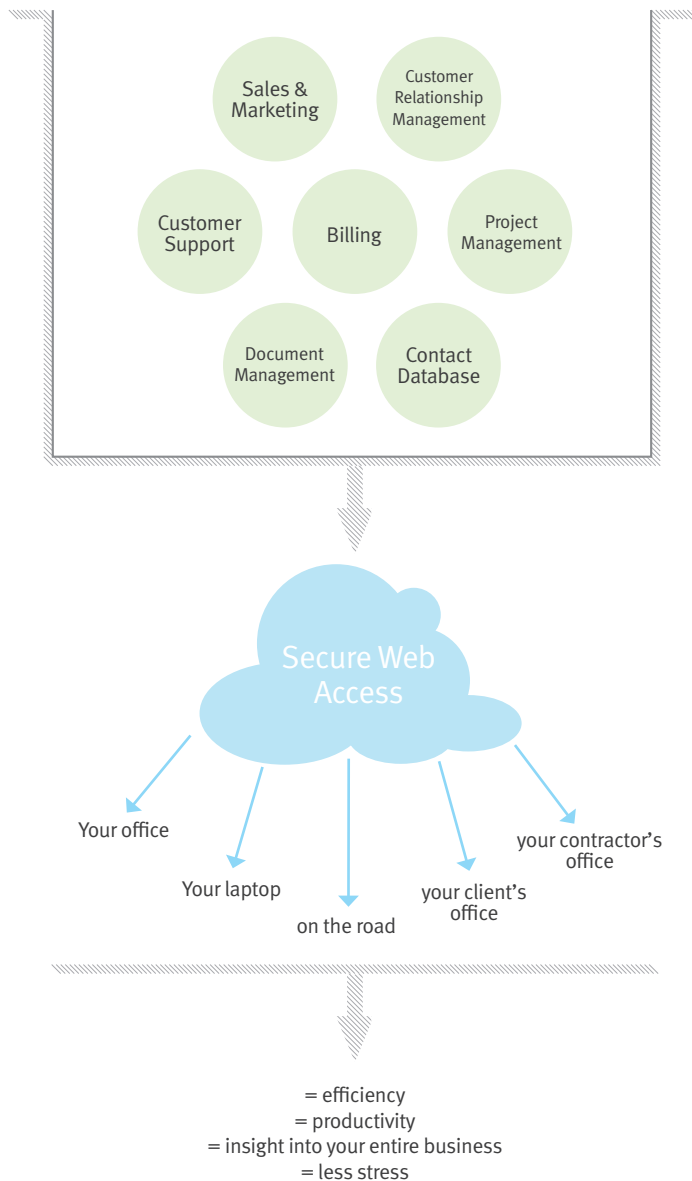 Sales &
Marketing
Customer
Relationship
Management
Customer
Support
Billing
Project
Management
Document
Management
Contact
Database
Secure Web
Access
Your office
Your laptop
on the road
your client's
office
your contractor's
office
= efficiency
= productivity
= insight into your entire business
= less stress